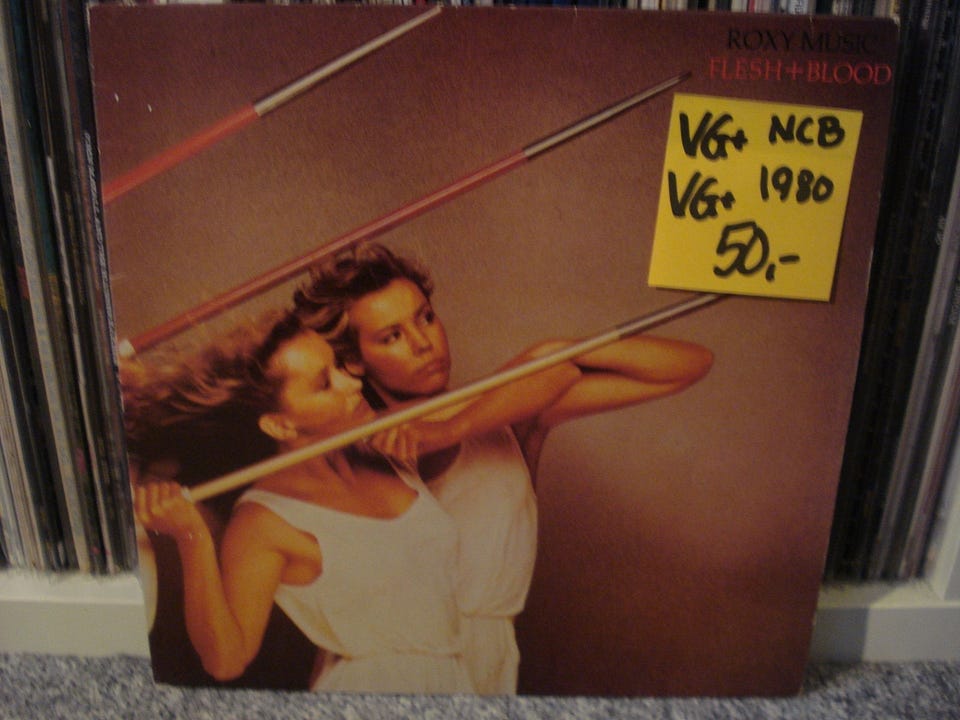 ROXY MUSIC
FLESH+BLOOD
VG+ NCB
VG+ 1980
50,-